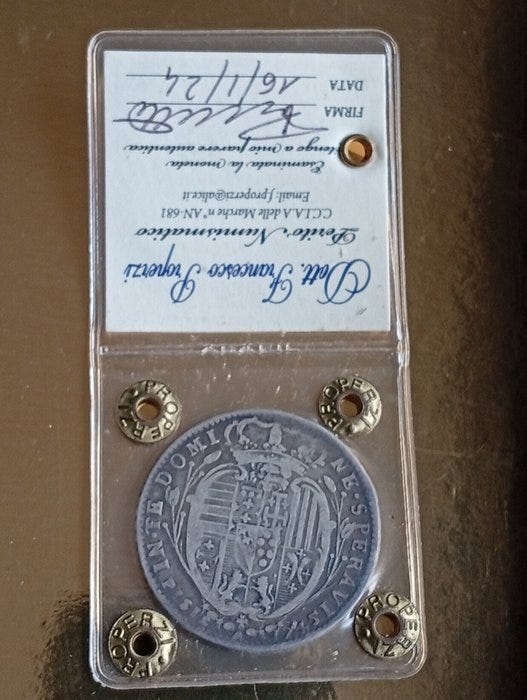 Dott. Francesco Properzi
Perito Numismatico
C.C.I.A.A delle Marche n° AN-681
Email: f.properzi@alice.it
Esaminata la moneta
ritengo a mio parere autentica
FIRMA
DATA 16/1/24
PROPERZI
PROPERZI
IN TE DOMI NE · SPERAVI
PROPERZI
PROPERZI